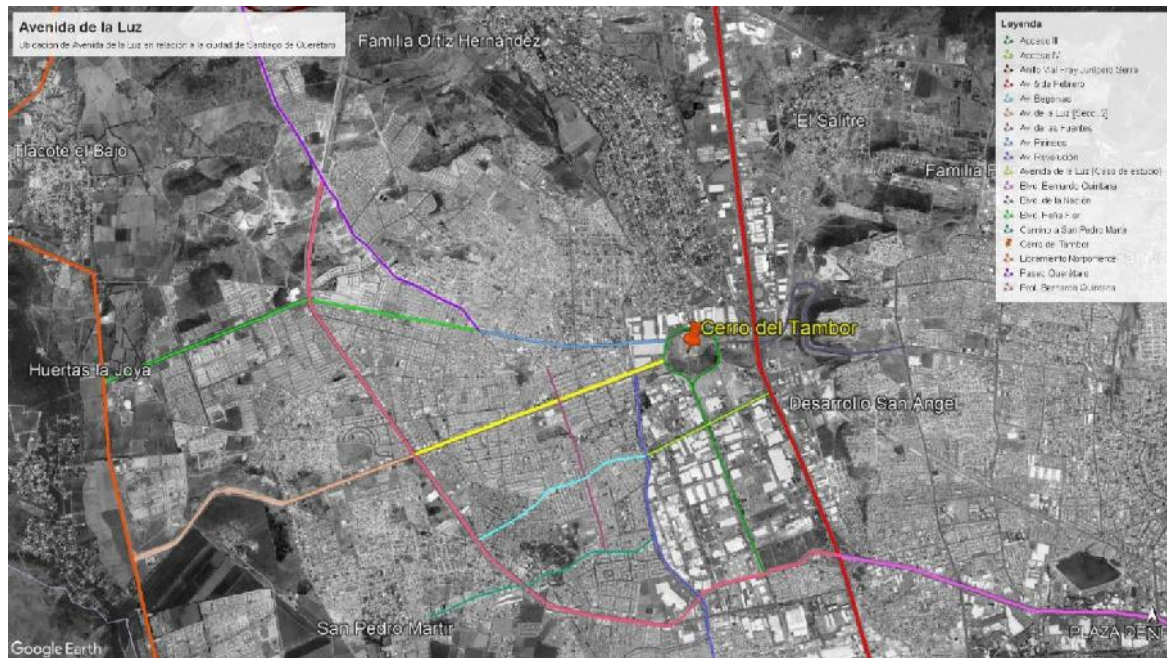 Avenida de la Luz
Ubicación de Avenida de la Luz en relación a la ciudad de Santiago de Querétaro
Leyenda
Acceso III
Acceso IV
Anillo Vial Fray Junípero Serra
Av. 5 de Febrero
Av. Begonias
Av. de la Luz [Secc. 2]
Av. de las Fuentes
Av. Pirineos
Av. Revolución
Avenida de la Luz [Caso de estudio]
Blvd. Bernardo Quintana
Blvd. de la Nación
Blvd. Peña Flor
Camino a San Pedro Martir
Cerro del Tambor
Libramiento Norponiente
Paseo Querétaro
Prol. Bernardo Quintana
Familia Ortiz Hernández
El Salitre
Tlacote el Bajo
Familia
Cerro del Tambor
Huertas la Joya
Desarrollo San Ángel
San Pedro Martir
PLAZA DEN
N
Google Earth